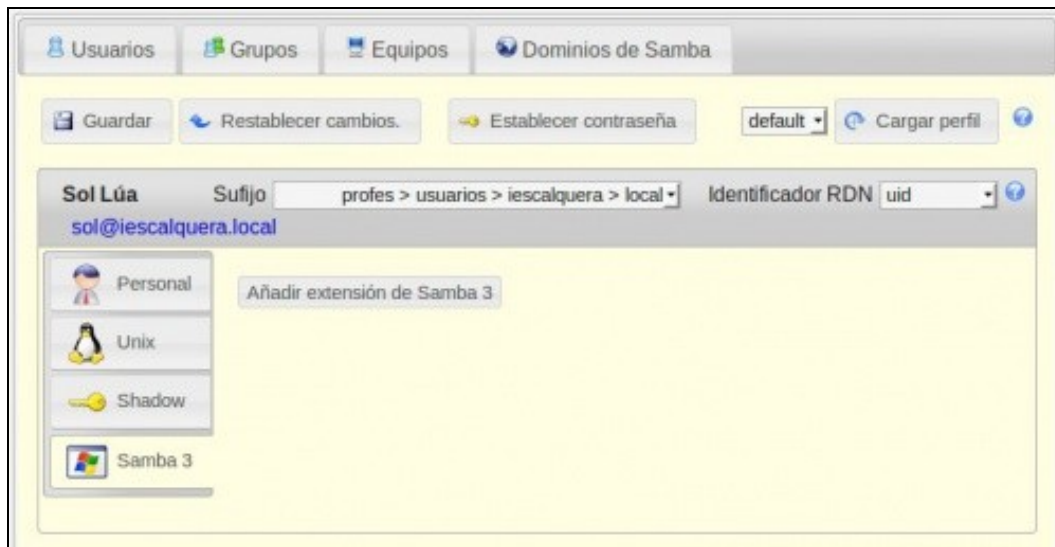 Usuarios Grupos Equipos Dominios de Samba
Guardar Restablecer cambios. Establecer contraseña default Cargar perfil
Sol Lúa Sufijo profes > usuarios > iescalquera > local Identificador RDN uid
sol@iescalquera.local
Personal
Añadir extensión de Samba 3
Unix
Shadow
Samba 3